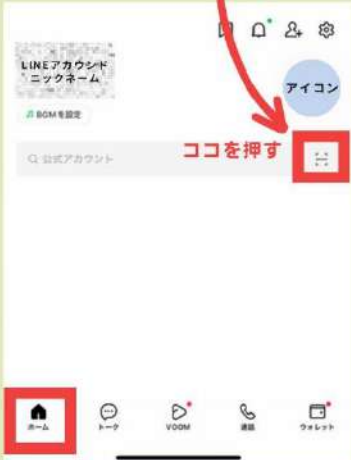 LINEアカウント
ニックネーム
アイコン
BGMを設定
公式アカウント
ココを押す
ホーム
トーク
VOOM
通話
ウォレット